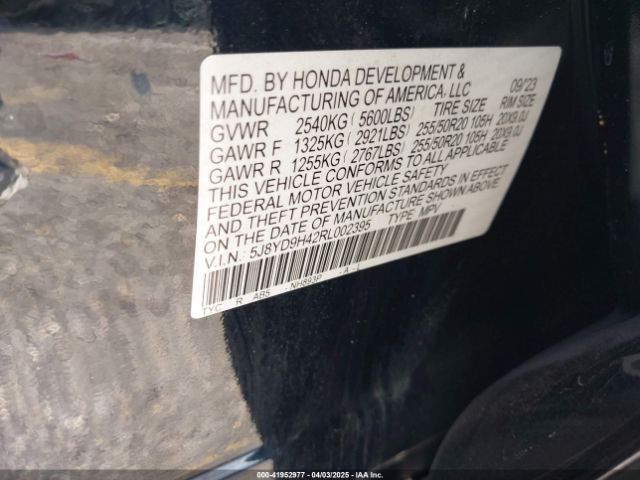 MFD. BY HONDA DEVELOPMENT &
MANUFACTURING OF AMERICA, LLC 09/23
GVWR 2540KG ( 5600LBS) TIRE SIZE RIM SIZE
GAWR F 1325KG ( 2921LBS) 255/50R20 105H 20X9.0J
GAWR R 1255KG ( 2767LBS) 255/50R20 105H 20X9.0J
THIS VEHICLE CONFORMS TO ALL APPLICABLE
FEDERAL MOTOR VEHICLE SAFETY
AND THEFT PREVENTION STANDARDS IN EFFECT
ON THE DATE OF MANUFACTURE SHOWN ABOVE.
V.I.N.: 5J8YD9H42RL002395 TYPE: MPV
TYC R AB5 - NH893P - A - L
000-41952977 - 04/03/2025 - IAA Inc.